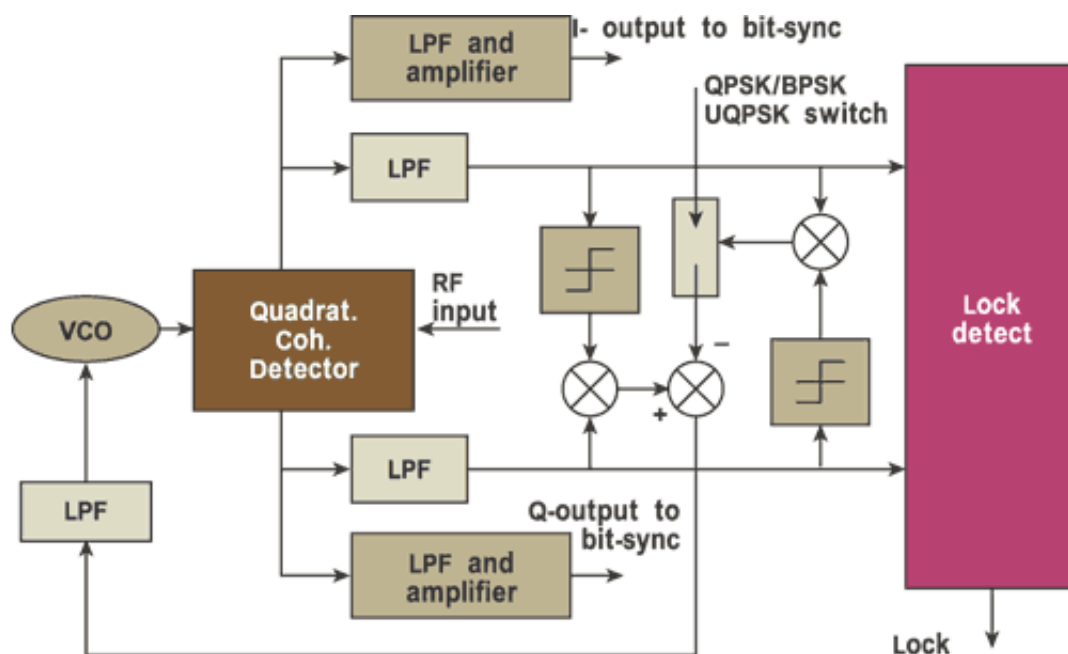 LPF and
amplifier
I- output to bit-sync
QPSK/BPSK
UQPSK switch
LPF
RF
input
VCO
Quadrat.
Coh.
Detector
Lock
detect
–
+
LPF
LPF
Q-output to
bit-sync
LPF and
amplifier
Lock